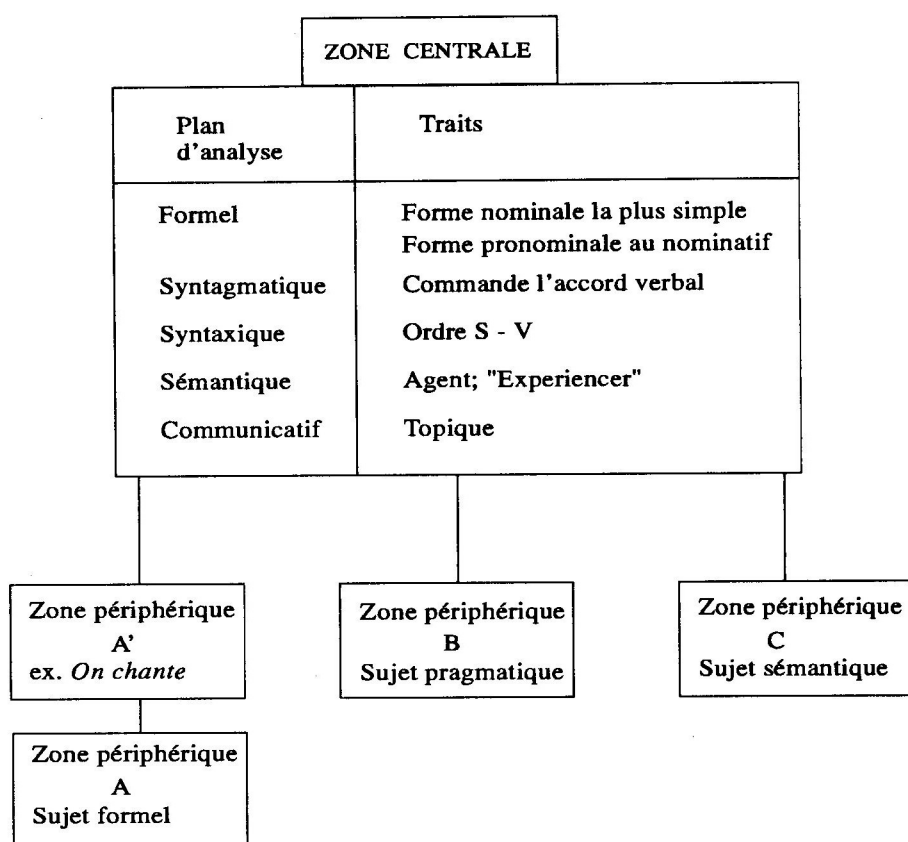 ZONE CENTRALE
Plan
d'analyse
Traits
Formel
Forme nominale la plus simple
Forme pronominale au nominatif
Syntagmatique
Commande l'accord verbal
Syntaxique
Ordre S - V
Sémantique
Agent; "Experiencer"
Communicatif
Topique
Zone périphérique
A'
ex. On chante
Zone périphérique
B
Sujet pragmatique
Zone périphérique
C
Sujet sémantique
Zone périphérique
A
Sujet formel